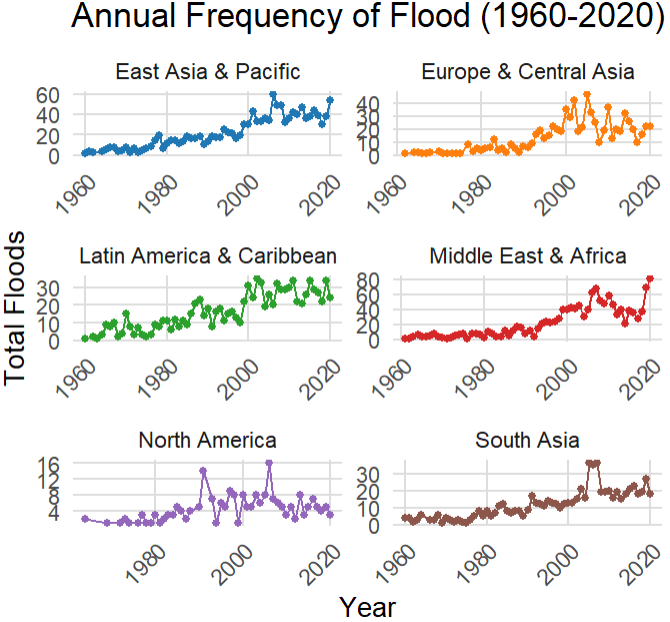 Annual Frequency of Flood (1960-2020)
East Asia & Pacific
Europe & Central Asia
60
40
20
0
40
30
20
10
0
1960 1980 2000 2020
1960 1980 2000 2020
Total Floods
Latin America & Caribbean
Middle East & Africa
30
20
10
0
80
60
40
20
0
1960 1980 2000 2020
1960 1980 2000 2020
North America
South Asia
16
12
8
4
30
20
10
0
1980 2000 2020
1960 1980 2000 2020
Year